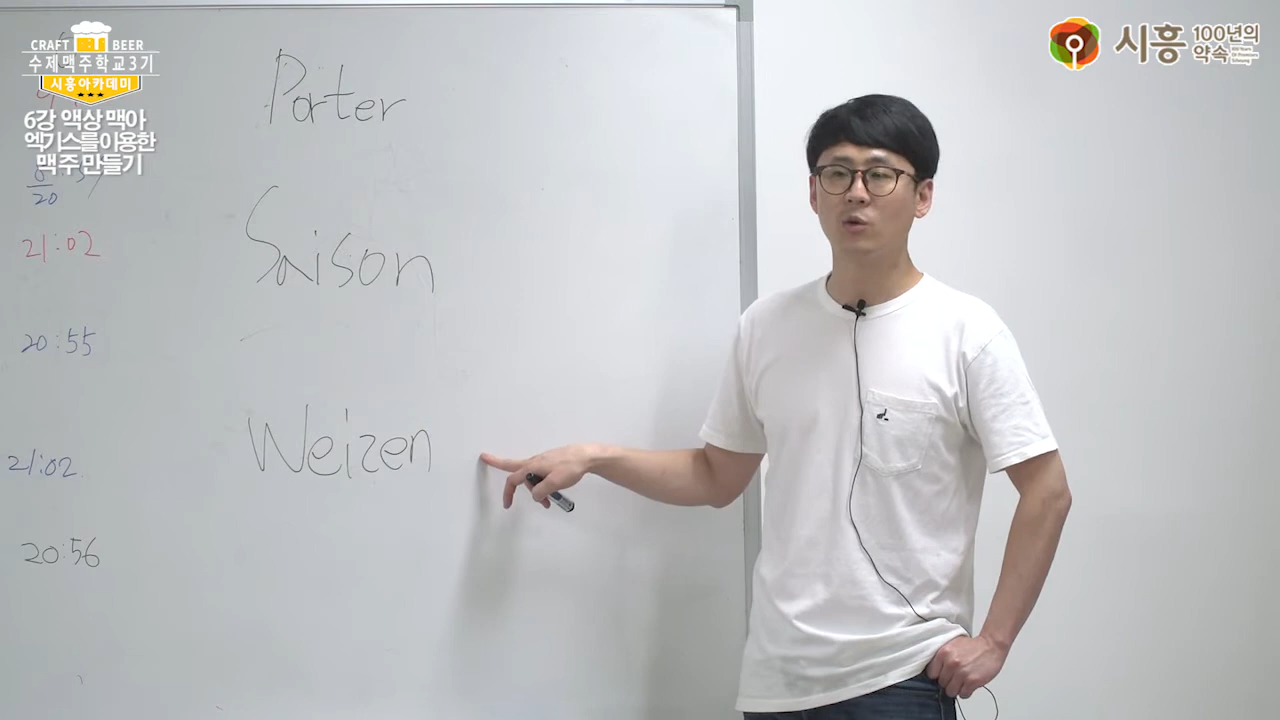 CRAFT BEER
수제맥주학교3기
시흥아카데미
6강 액상 맥아
엑기스를이용한
맥주 만들기
시흥 100년의
약속
Porter
Saison
Weizen
20
21:02
20:55
21:02
20:56